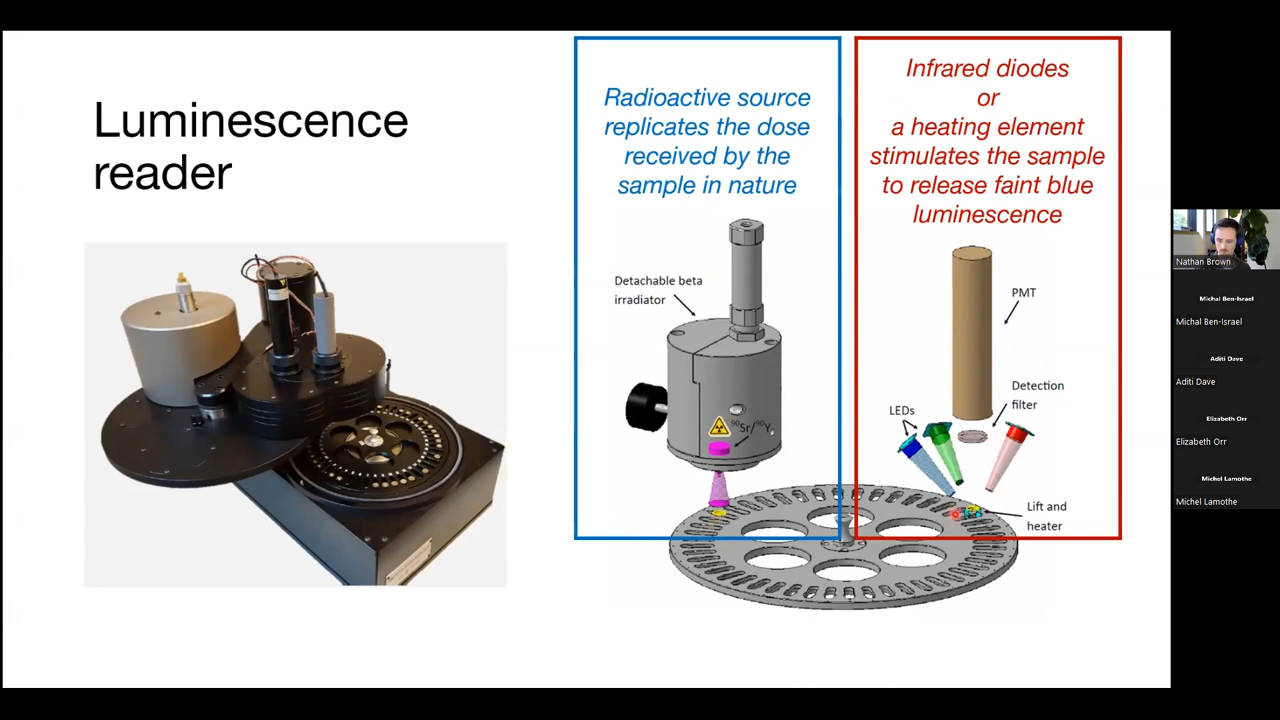 Luminescence
reader
Radioactive source
replicates the dose
received by the
sample in nature
Detachable beta
irradiator
90Sr/90Y
Infrared diodes
or
a heating element
stimulates the sample
to release faint blue
luminescence
PMT
Detection
filter
LEDs
Lift and
heater
Nathan Brown
Michal Ben-Israel
Michal Ben-Israel
Aditi Dave
Aditi Dave
Elizabeth Orr
Elizabeth Orr
Michel Lamothe
Michel Lamothe